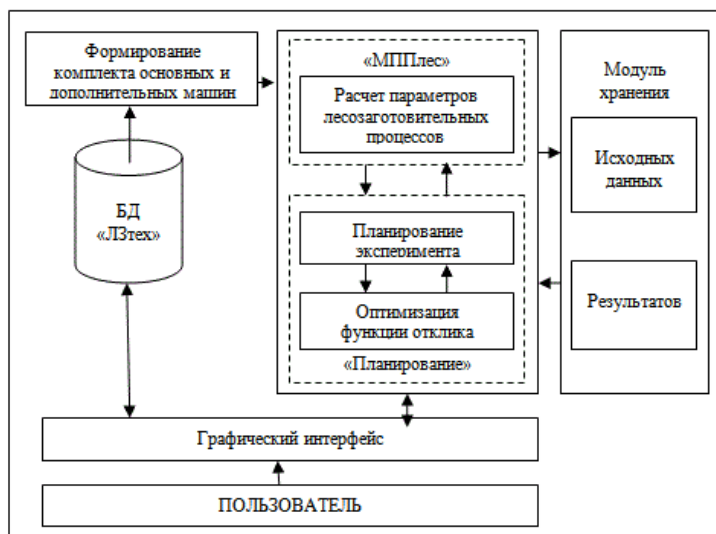 Формирование
комплекта основных и
дополнительных машин
БД
«ЛЗтех»
«МППлес»
Расчет параметров
лесозаготовительных
процессов
Планирование
эксперимента
Оптимизация
функции отклика
«Планирование»
Модуль
хранения
Исходных
данных
Результатов
Графический интерфейс
ПОЛЬЗОВАТЕЛЬ